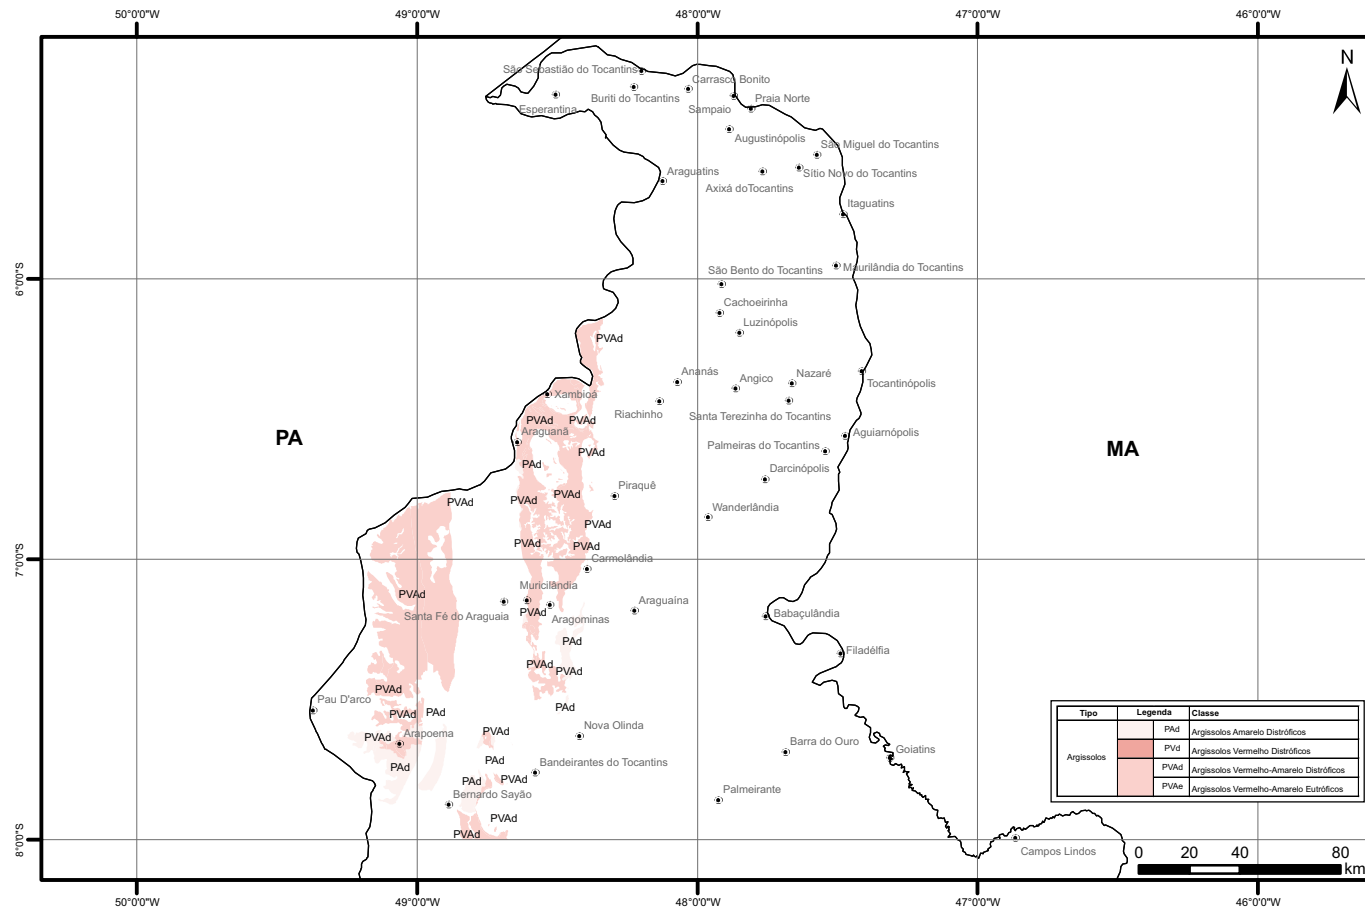 50°0'0"W 49°0'0"W 48°0'0"W 47°0'0"W 46°0'0"W
N
São Sebastião do Tocantins
Carrasco Bonito
Esperantina
Buriti do Tocantins
Sampaio
Praia Norte
Augustinópolis
São Miguel do Tocantins
Araguatins
Sítio Novo do Tocantins
Axixá doTocantins
Itaguatins
6°0'0"S
São Bento do Tocantins
Maurilândia do Tocantins
Cachoeirinha
Luzinópolis
PVAd
Ananás
Angico
Nazaré
Tocantinópolis
Xambioá
Riachinho
Santa Terezinha do Tocantins
PVAd PVAd
Araguanã
Aguiarnópolis
PA
MA
PVAd
Palmeiras do Tocantins
PAd
Darcinópolis
Piraquê
PVAd
PVAd
PVAd
Wanderlândia
PVAd
PVAd
PVAd
7°0'0"S
Carmolândia
Muricilândia
PVAd
Araguaína
Santa Fé do Araguaia
PVAd
Aragominas
Babaçulândia
PAd
Filadélfia
PVAd
PVAd
PVAd
Pau D'arco
PAd
PVAd
PAd
Nova Olinda
PVAd
Arapoema
PVAd
Barra do Ouro
Goiatins
PAd
PAd
Bandeirantes do Tocantins
PAd
PVAd
Bernardo Sayão
Palmeirante
PVAd
PVAd
8°0'0"S
Campos Lindos
Tipo Legenda Classe
Argissolos
PAd Argissolos Amarelo Distróficos
PVd Argissolos Vermelho Distróficos
PVAd Argissolos Vermelho-Amarelo Distróficos
PVAe Argissolos Vermelho-Amarelo Eutróficos
0 20 40 80
km
50°0'0"W 49°0'0"W 48°0'0"W 47°0'0"W 46°0'0"W